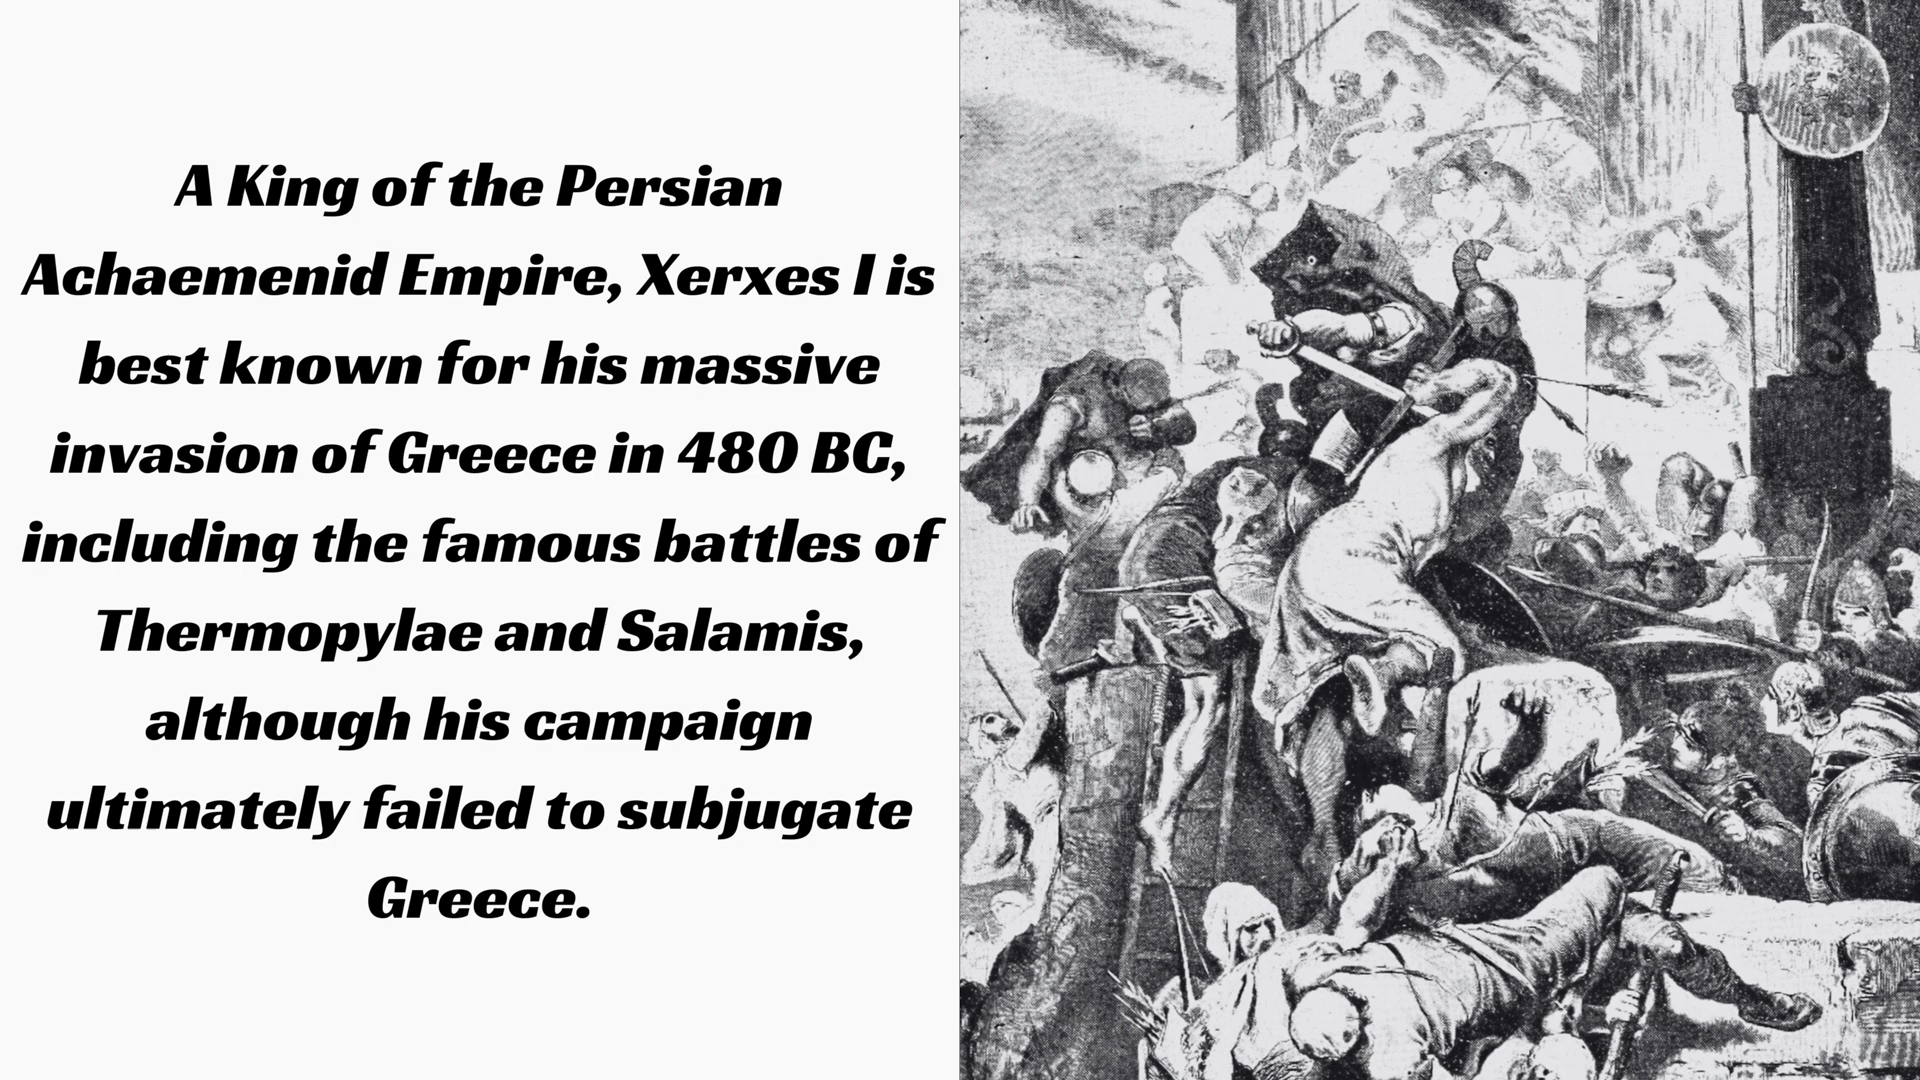 A King of the Persian
Achaemenid Empire, Xerxes I is
best known for his massive
invasion of Greece in 480 BC,
including the famous battles of
Thermopylae and Salamis,
although his campaign
ultimately failed to subjugate
Greece.